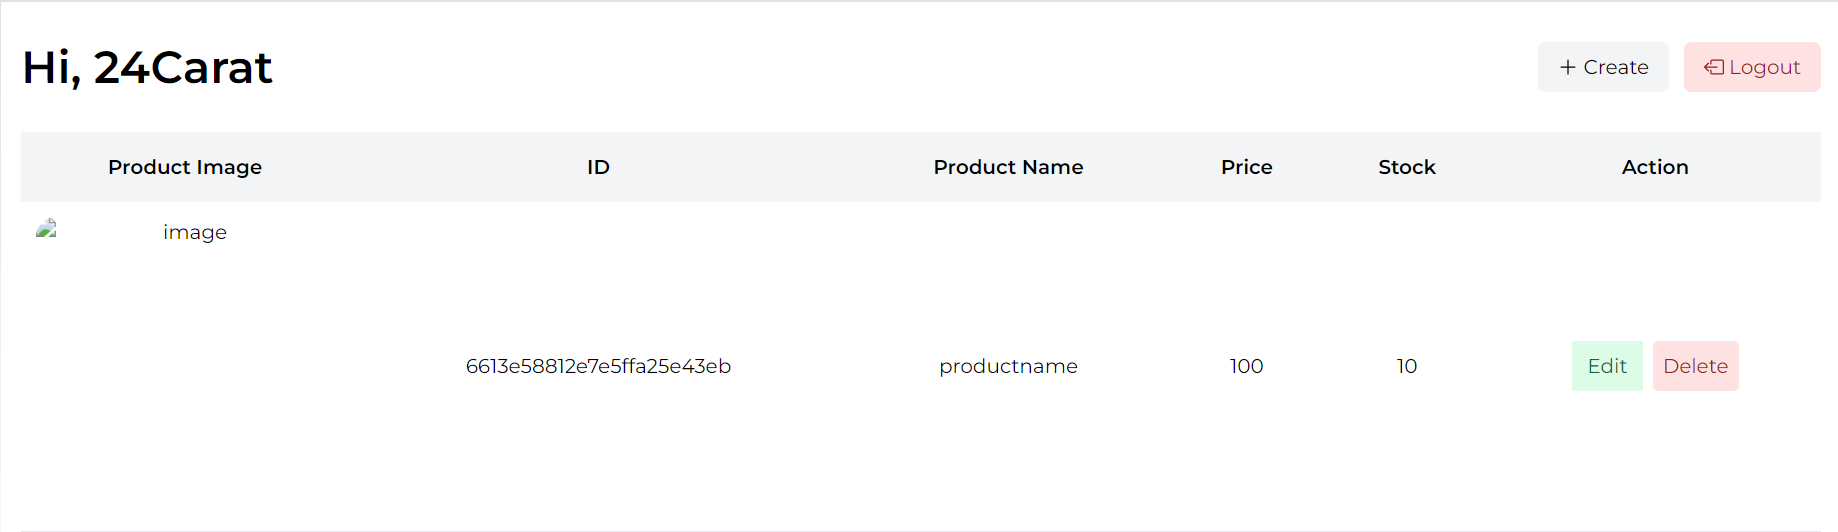 Hi, 24Carat
Create
Logout
Product Image ID Product Name Price Stock Action
image
6613e58812e7e5ffa25e43eb productname 100 10 Edit Delete